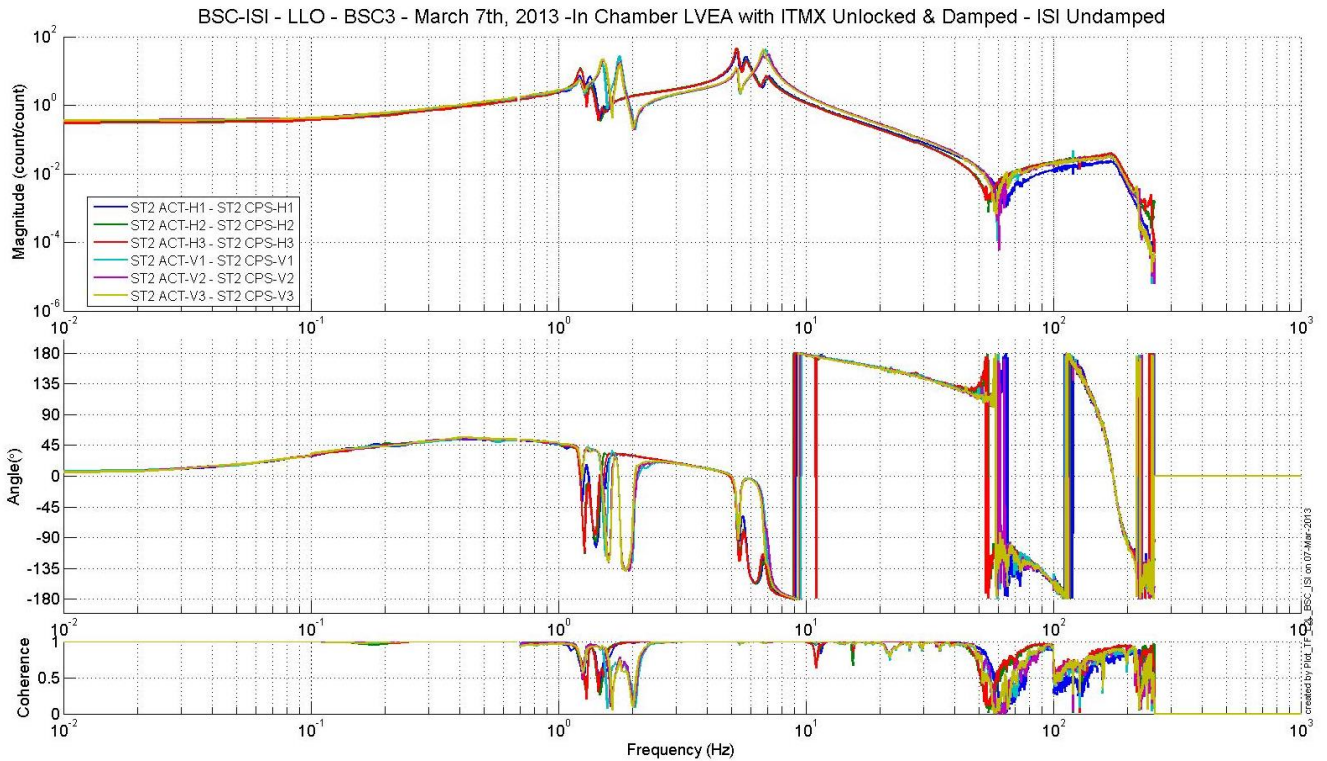 BSC-ISI - LLO - BSC3 - March 7th, 2013 -In Chamber LVEA with ITMX Unlocked & Damped - ISI Undamped
Magnitude (count/count)
10^2
10^0
10^-2
10^-4
10^-6
ST2 ACT-H1 - ST2 CPS-H1
ST2 ACT-H2 - ST2 CPS-H2
ST2 ACT-H3 - ST2 CPS-H3
ST2 ACT-V1 - ST2 CPS-V1
ST2 ACT-V2 - ST2 CPS-V2
ST2 ACT-V3 - ST2 CPS-V3
10^-2 10^-1 10^0 10^1 10^2 10^3
Angle(°)
180
135
90
45
0
-45
-90
-135
-180
10^-2 10^-1 10^0 10^1 10^2 10^3
Coherence
1
0.5
0
10^-2 10^-1 10^0 10^1 10^2 10^3
Frequency (Hz)
BSC_ISI on 07-Mar-2013
created by Plot_TF_